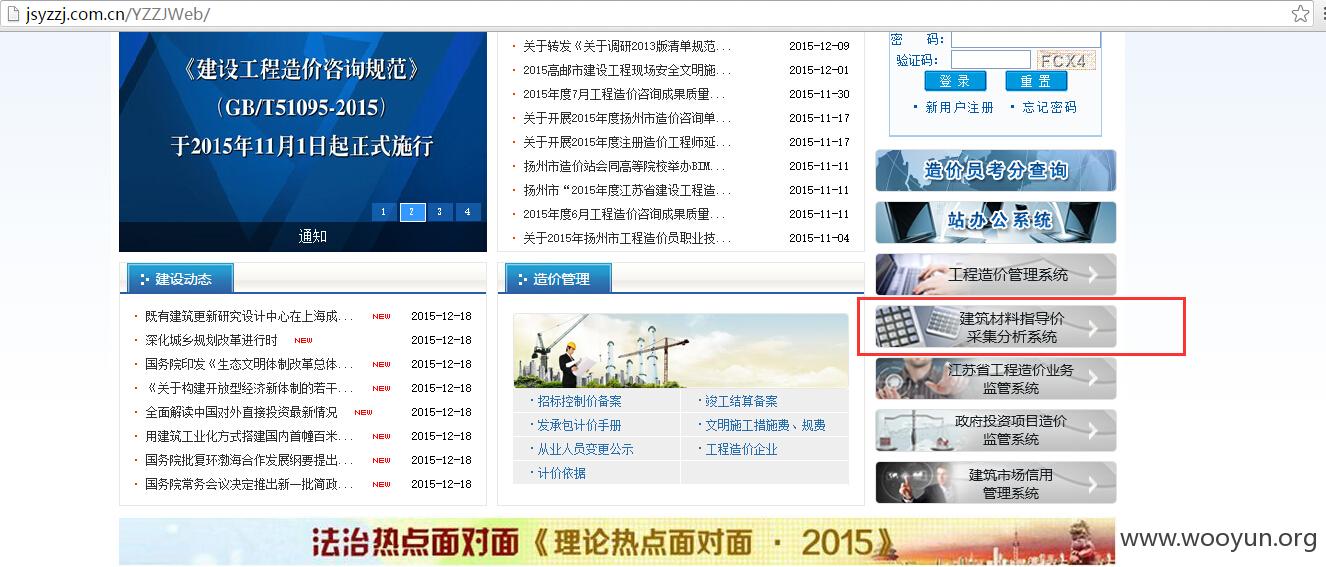 jsyzzj.com.cn/YZZJWeb/
《建设工程造价咨询规范》
（GB/T51095-2015）
于2015年11月1日起正式施行
1 2 3 4
通知
关于转发《关于调研2013版清单规范... 2015-12-09
2015高邮市建设工程现场安全文明施... 2015-12-01
2015年度7月工程造价咨询成果质量... 2015-11-30
关于开展2015年度扬州市造价咨询单... 2015-11-17
关于开展2015年度注册造价工程师延... 2015-11-17
扬州市造价站会同高等院校举办BIM... 2015-11-11
扬州市“2015年度江苏省建设工程造... 2015-11-11
2015年度6月工程造价咨询成果质量... 2015-11-11
关于2015年扬州市工程造价员职业技... 2015-11-04
密 码:
验证码: FCX4
登 录 重 置
新用户注册 忘记密码
造价员考分查询
站办公系统
工程造价管理系统
建筑材料指导价
采集分析系统
江苏省工程造价业务
监管系统
政府投资项目造价
监管系统
建筑市场信用
管理系统
建设动态
既有建筑更新研究设计中心在上海成... NEW 2015-12-18
深化城乡规划改革进行时 NEW 2015-12-18
国务院印发《生态文明体制改革总体... NEW 2015-12-18
《关于构建开放型经济新体制的若干... NEW 2015-12-18
全面解读中国对外直接投资最新情况 NEW 2015-12-18
用建筑工业化方式搭建国内首幢百米... NEW 2015-12-18
国务院批复环渤海合作发展纲要提出... NEW 2015-12-18
国务院常务会议决定推出新一批简政... NEW 2015-12-18
造价管理
招标控制价备案 竣工结算备案
发承包计价手册 文明施工措施费、规费
从业人员变更公示 工程造价企业
计价依据
法治热点面对面《理论热点面对面 · 2015》
www.wooyun.org